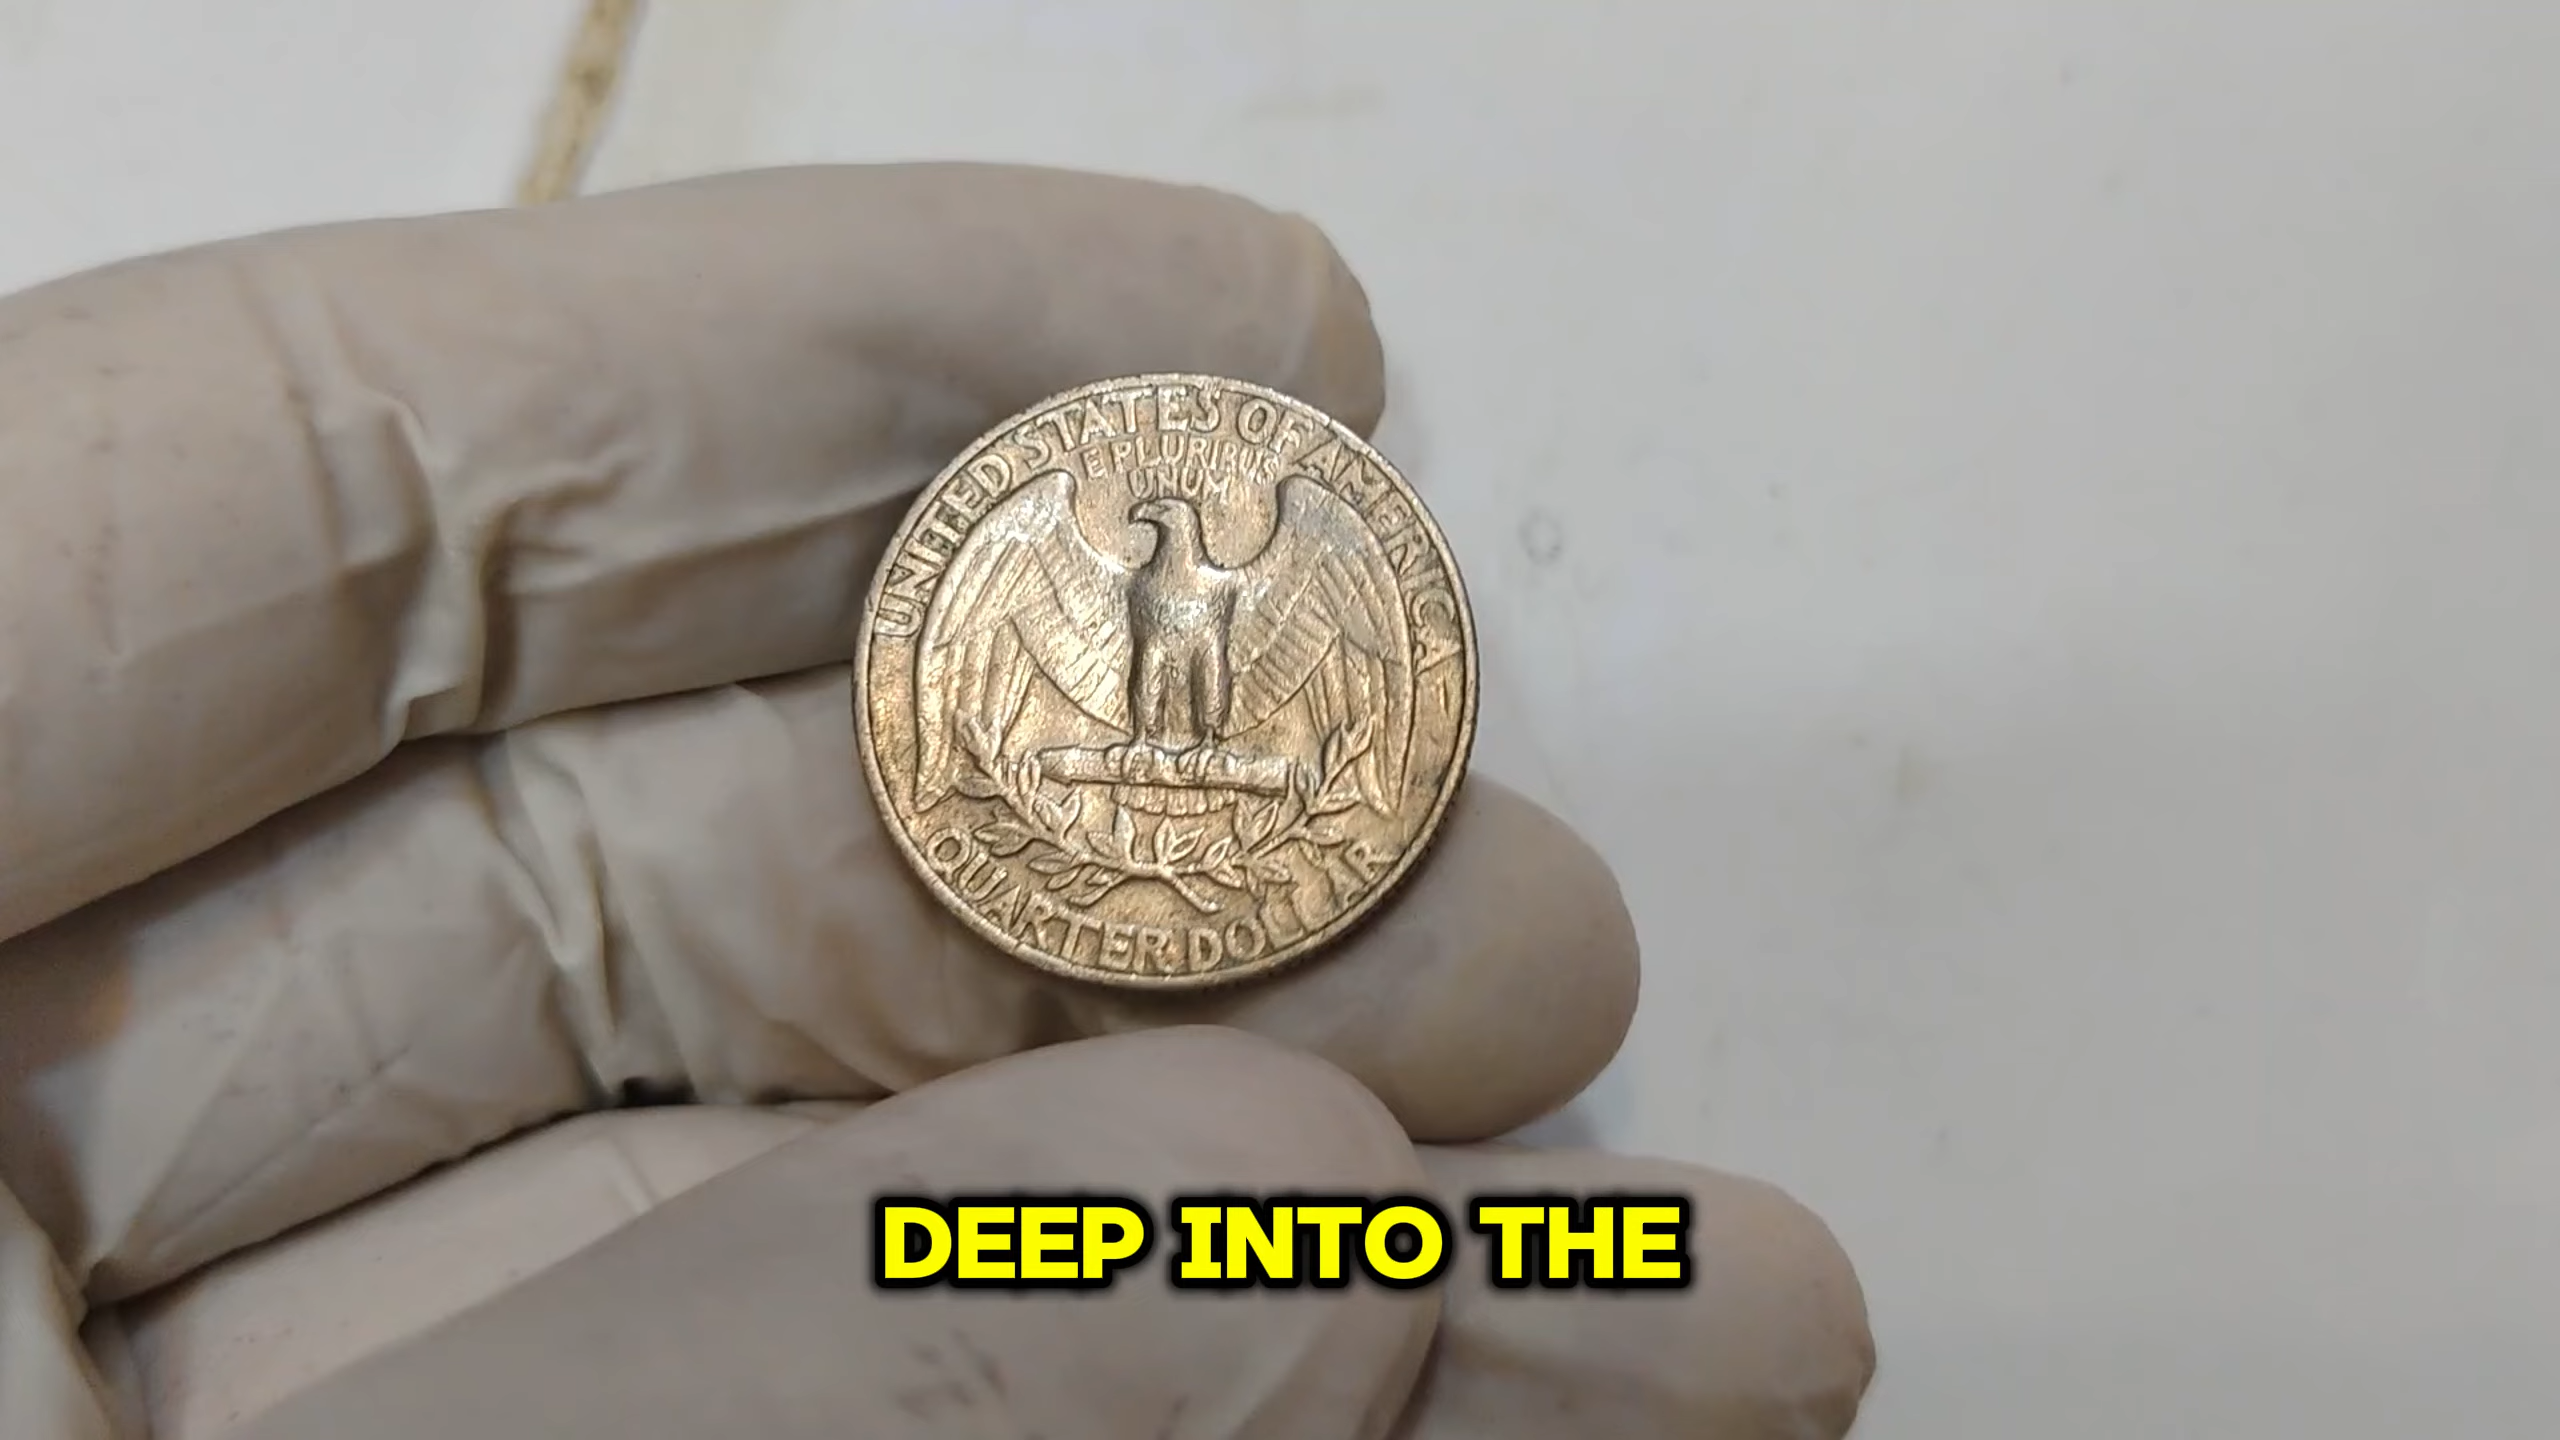 UNITED STATES OF AMERICA
E PLURIBUS
UNUM
QUARTER DOLLAR
DEEP INTO THE